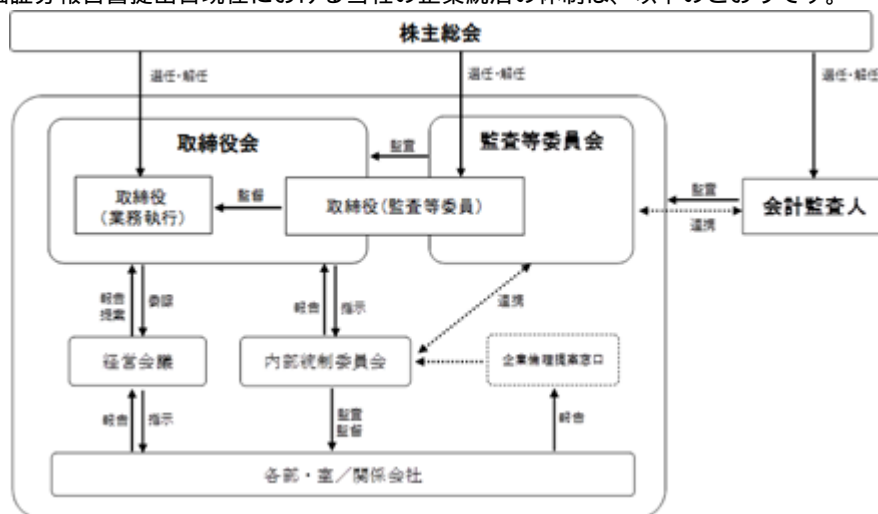 証券報告書提出日現在における当社の企業統治の体制は、以下のとおりです。
株主総会
選任・解任
選任・解任
選任・解任
取締役会
監査等委員会
監査
取締役
(業務執行)
監督
取締役(監査等委員)
監査
連携
会計監査人
報告
提案
委譲
報告
指示
連携
経営会議
内部統制委員会
企業倫理提案窓口
報告
指示
監査
監督
報告
各部・室/関係会社